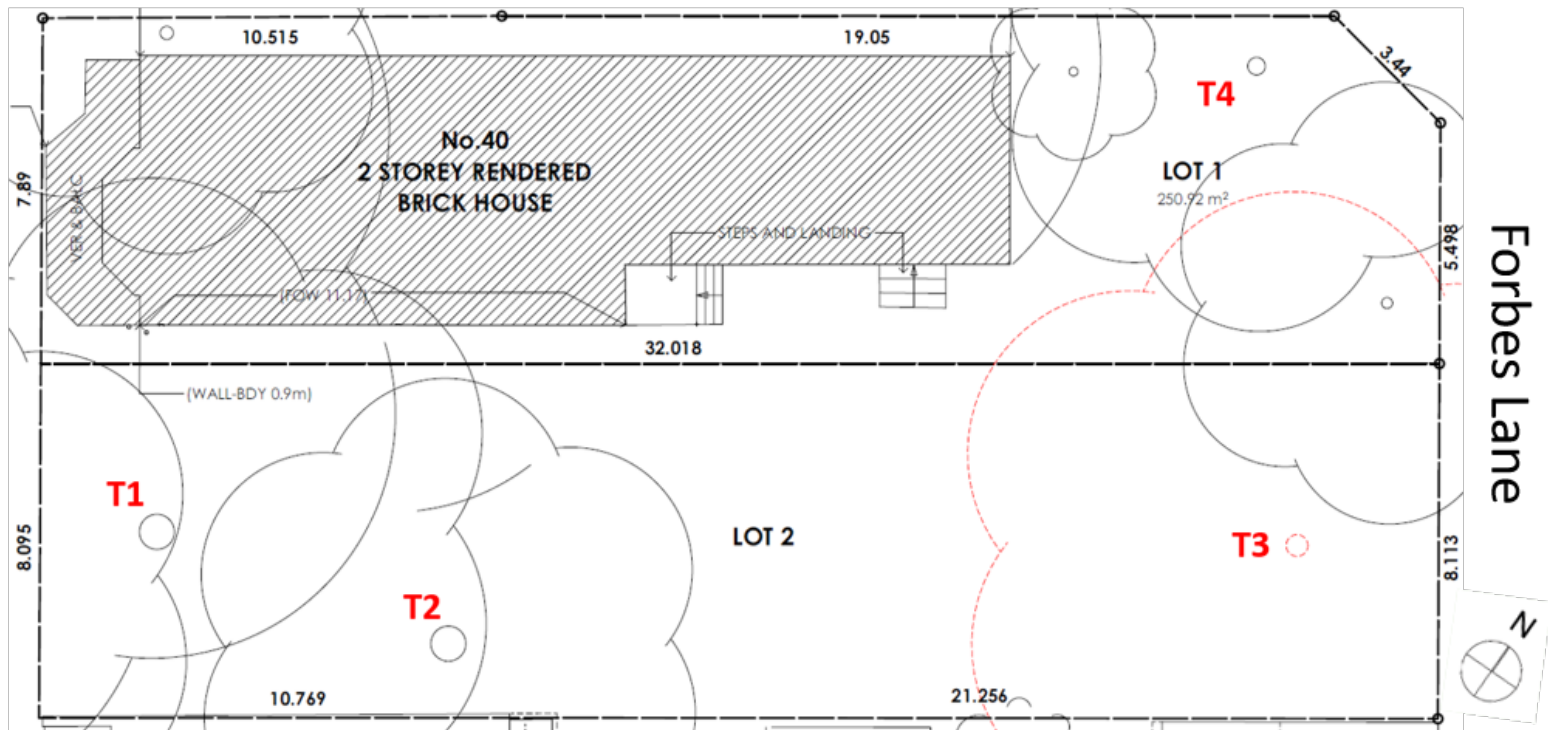 10.515
19.05
3.44
T4
No.40
2 STOREY RENDERED
BRICK HOUSE
LOT 1
250.92 m²
7.89
VER & BALC
STEPS AND LANDING
5.498
Forbes Lane
(FOW 11.17)
32.018
(WALL-BDY 0.9m)
T1
8.095
LOT 2
T3
8.113
T2
N
10.769
21.256